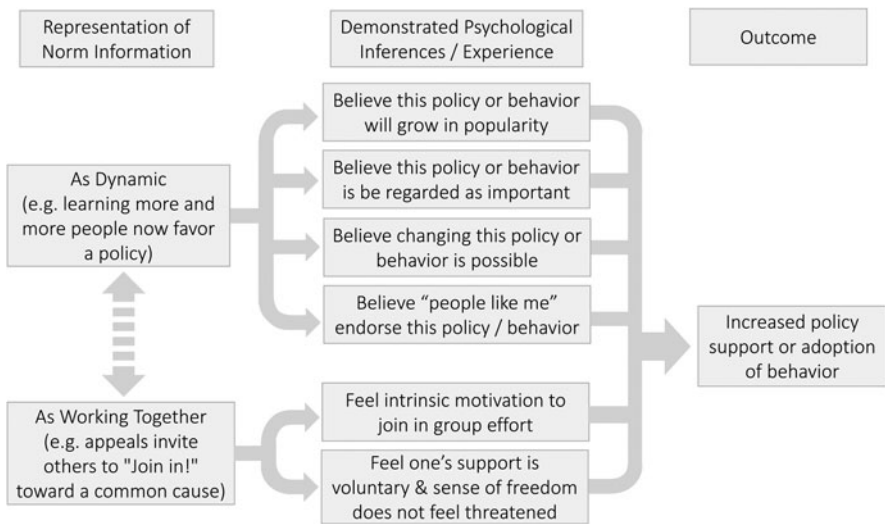 Representation of
Norm Information
Demonstrated Psychological
Inferences / Experience
Outcome
Believe this policy or behavior
will grow in popularity
Believe this policy or behavior
is be regarded as important
As Dynamic
(e.g. learning more and
more people now favor
a policy)
Believe changing this policy or
behavior is possible
Believe “people like me”
endorse this policy / behavior
Increased policy
support or adoption
of behavior
As Working Together
(e.g. appeals invite
others to "Join in!"
toward a common cause)
Feel intrinsic motivation to
join in group effort
Feel one’s support is
voluntary & sense of freedom
does not feel threatened